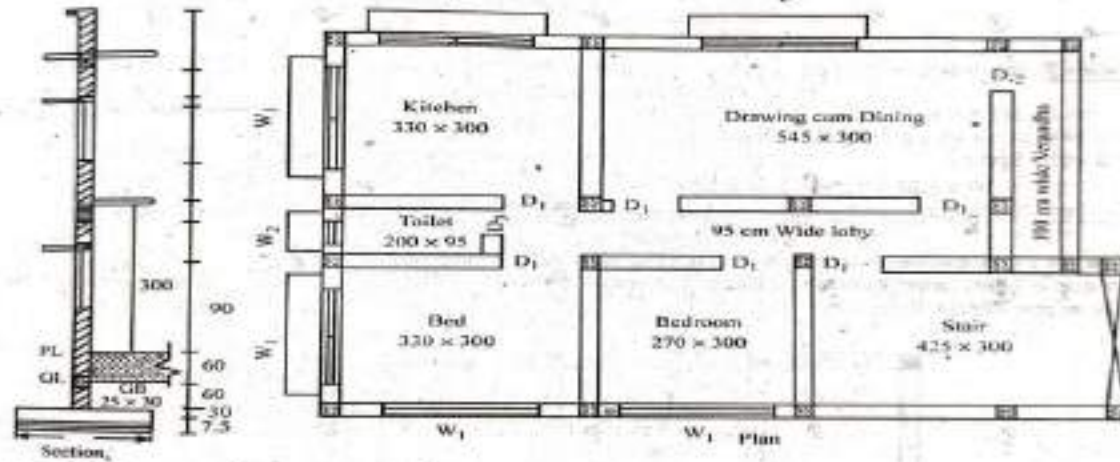 Kitchen
330 × 300
Drawing cum Dining
545 × 300
100 cm wide Verandha
W₁
D₁
D₁
D₁
W₂
Toilet
200 × 95
D₃
95 cm Wide loby
D₁
D₁
D₁
300
90
PL
GL
60
GB
25 × 30
60
30
7.5
Section,
W₁
Bed
330 × 300
Bedroom
270 × 300
Stair
425 × 300
W₁
W₁
Plan